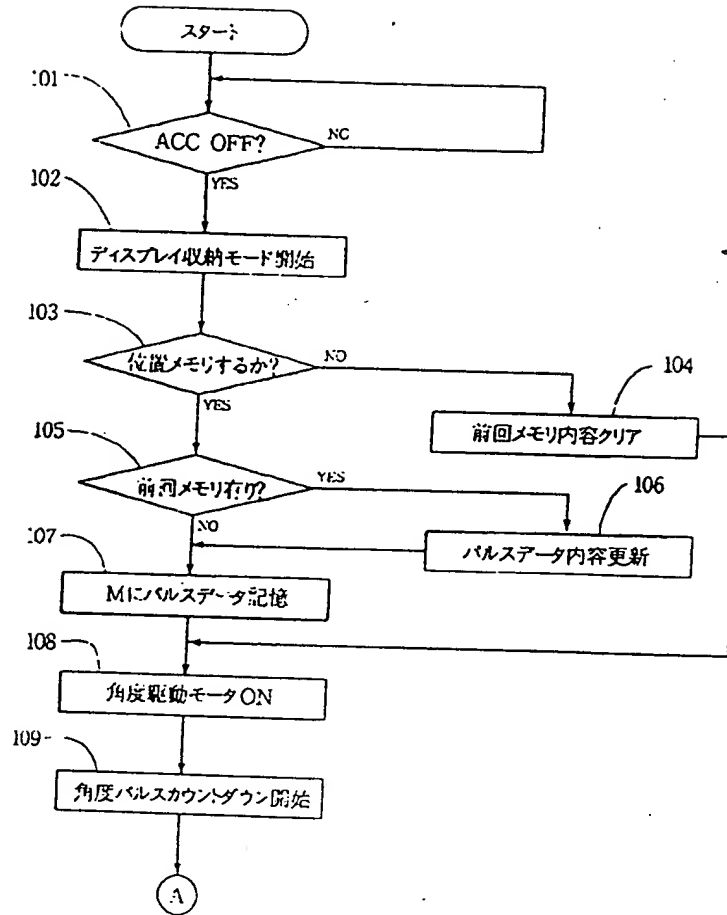 スタート
101
ACC OFF?
NO
YES
102
ディスプレイ収納モード開始
103
位置メモリするか?
NO
YES
104
前回メモリ内容クリア
105
前回メモリ有り?
YES
NO
106
パルスデータ内容更新
107
Mにパルスデータ記憶
108
角度駆動モータON
109
角度パルスカウントダウン開始
A